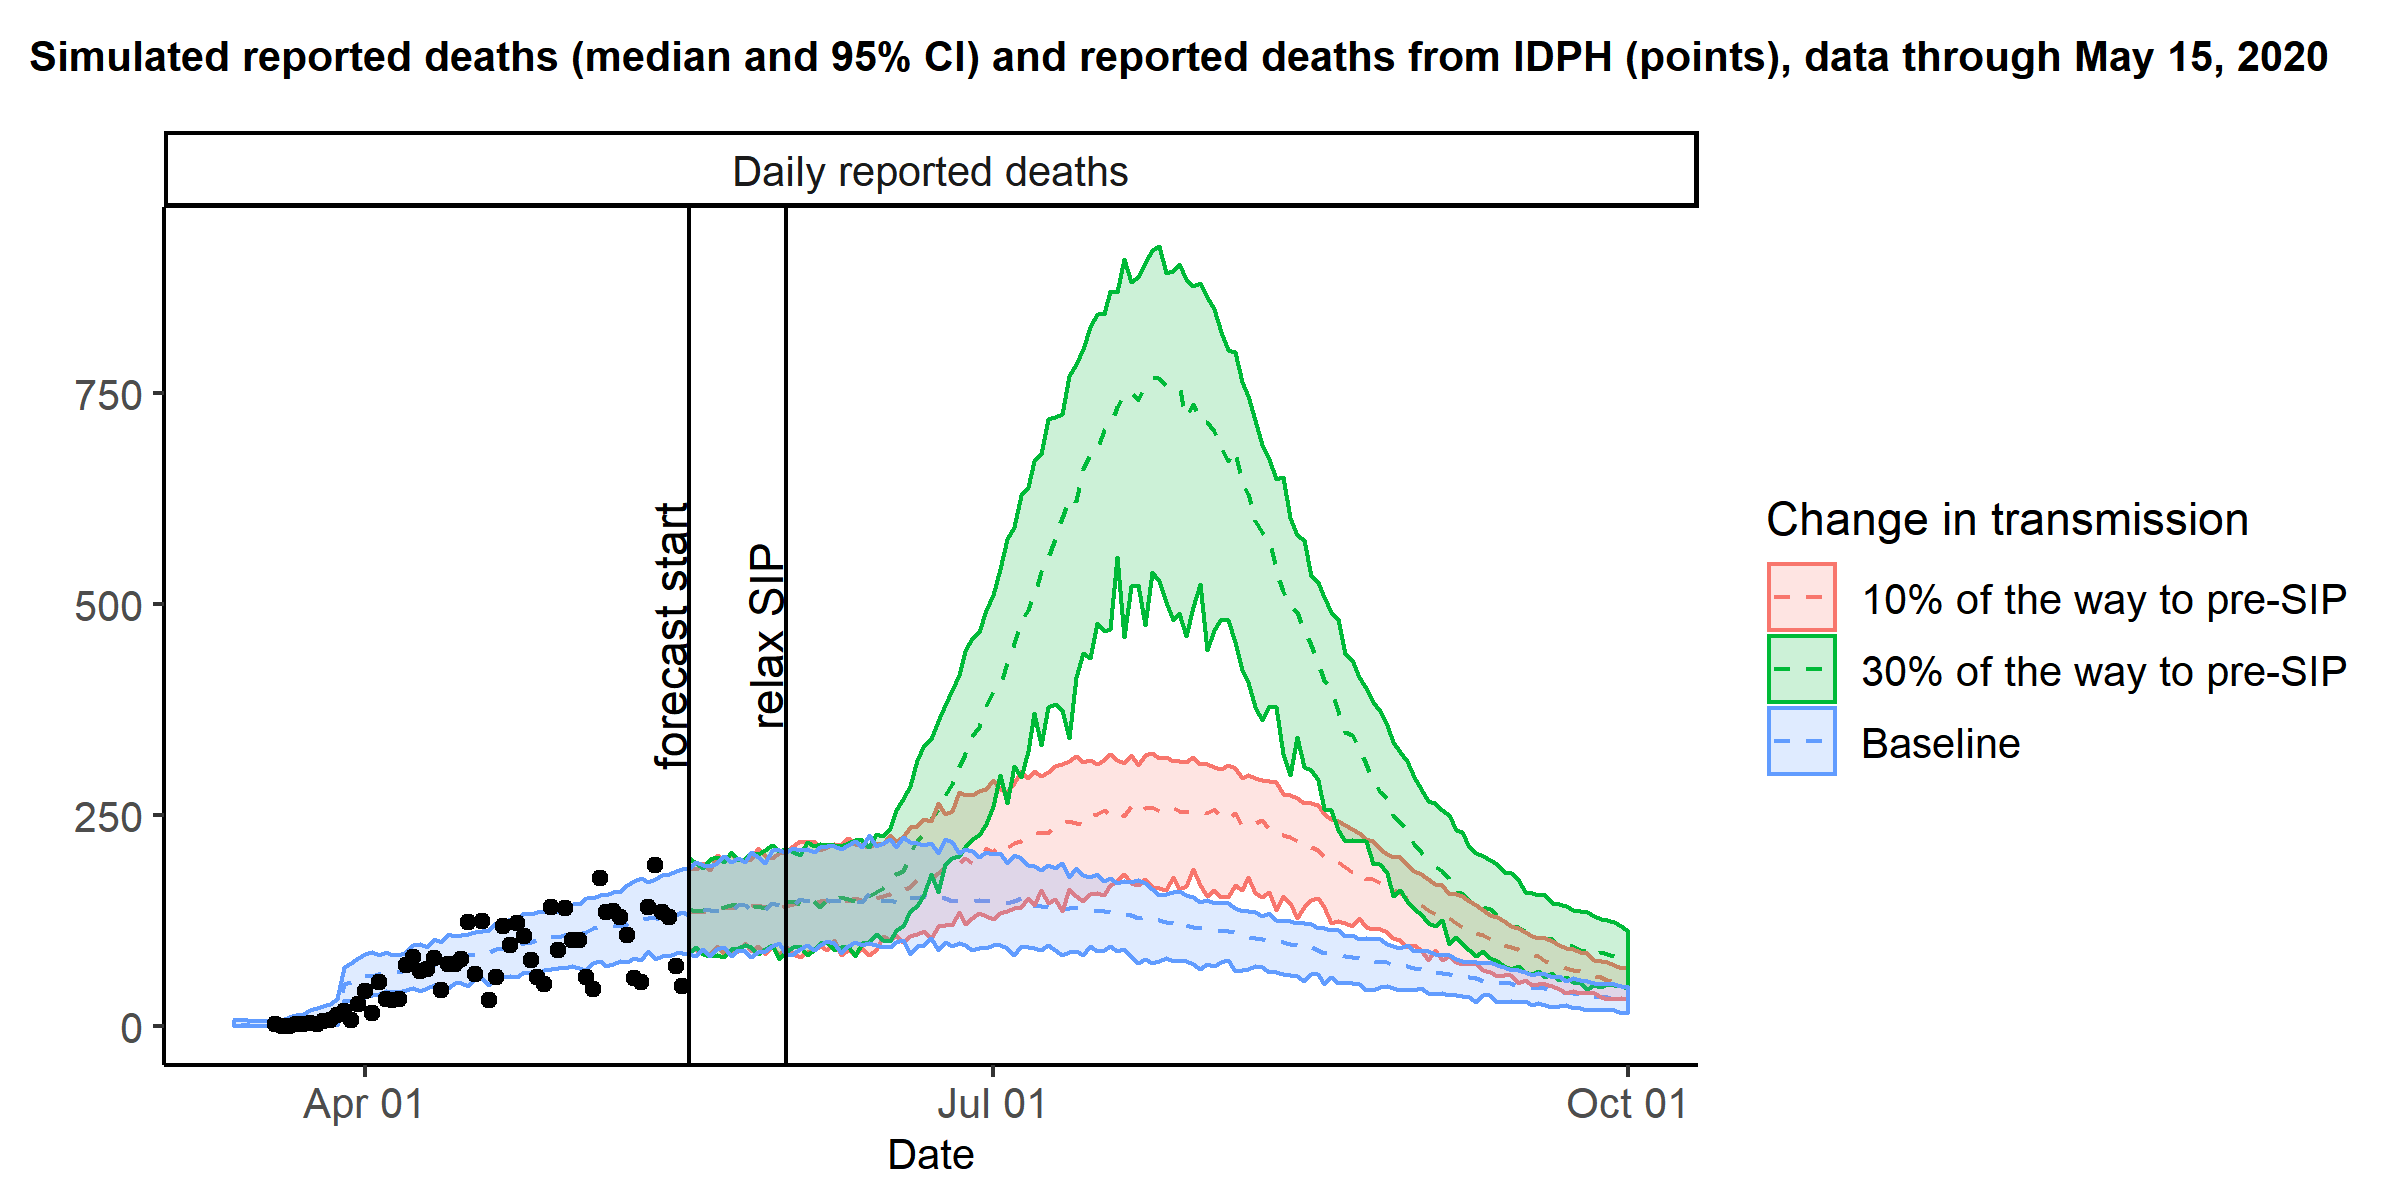 Simulated reported deaths (median and 95% CI) and reported deaths from IDPH (points), data through May 15, 2020
Daily reported deaths
750
500
250
0
forecast start
relax SIP
Apr 01
Jul 01
Oct 01
Date
Change in transmission
10% of the way to pre-SIP
30% of the way to pre-SIP
Baseline